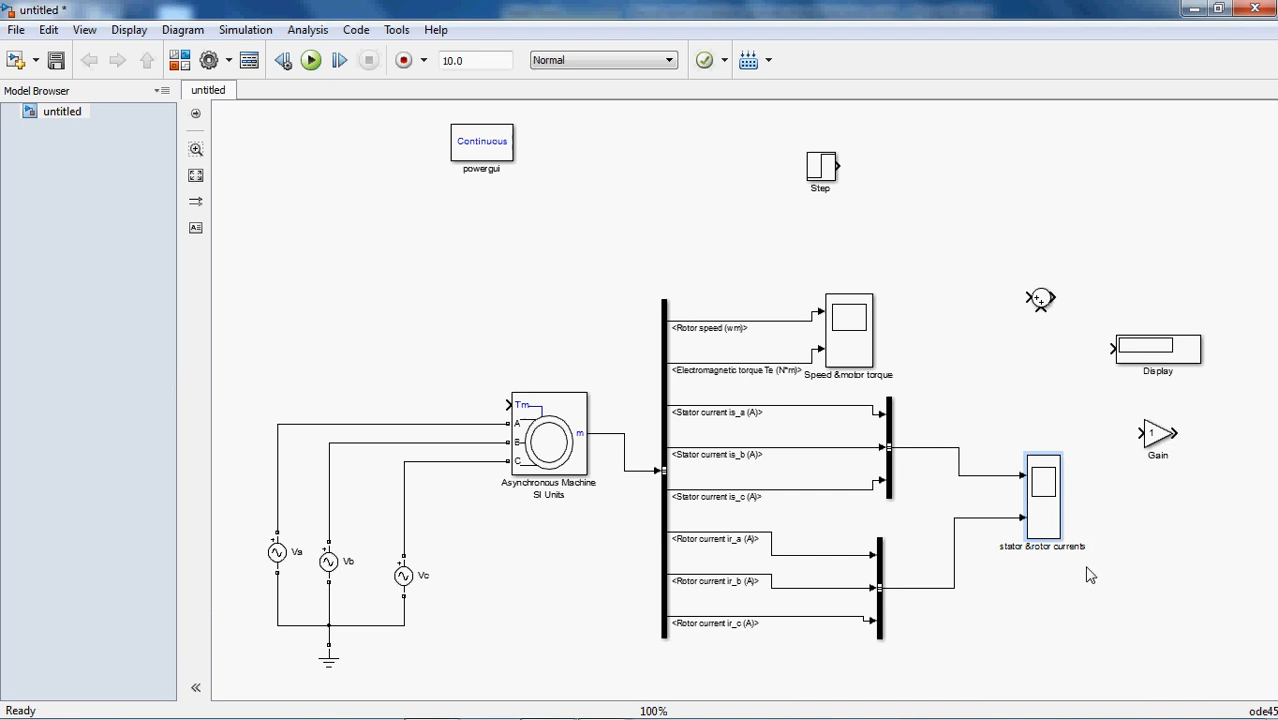 untitled *
File Edit View Display Diagram Simulation Analysis Code Tools Help
10.0 Normal
Model Browser
untitled
untitled
Continuous
powergui
Step
<Rotor speed (wm)>
<Electromagnetic torque Te (N*m)>
Speed &motor torque
Display
Tm
A
B
C
m
Asynchronous Machine
SI Units
<Stator current is_a (A)>
<Stator current is_b (A)>
<Stator current is_c (A)>
1
Gain
<Rotor current ir_a (A)>
<Rotor current ir_b (A)>
<Rotor current ir_c (A)>
stator &rotor currents
Va
Vb
Vc
Ready 100% ode45